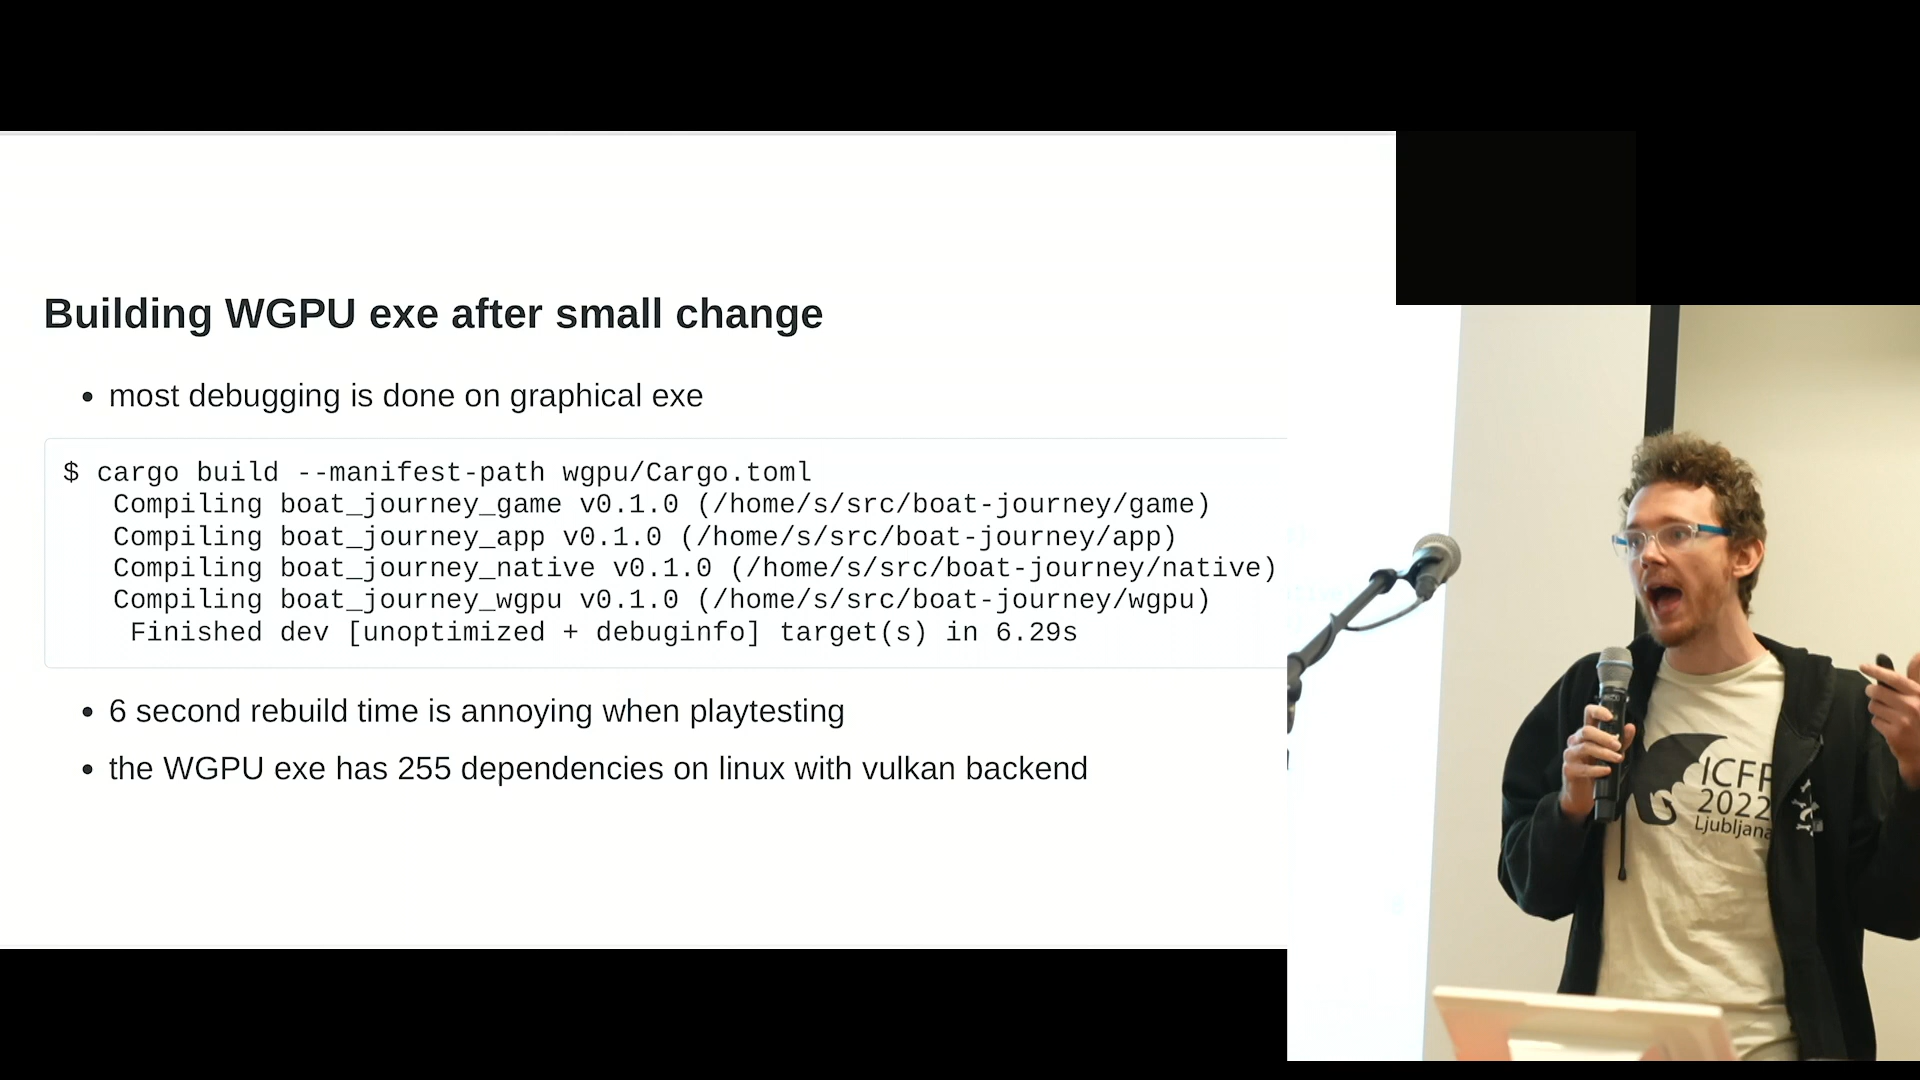 Building WGPU exe after small change
• most debugging is done on graphical exe
$ cargo build --manifest-path wgpu/Cargo.toml
Compiling boat_journey_game v0.1.0 (/home/s/src/boat-journey/game)
Compiling boat_journey_app v0.1.0 (/home/s/src/boat-journey/app)
Compiling boat_journey_native v0.1.0 (/home/s/src/boat-journey/native)
Compiling boat_journey_wgpu v0.1.0 (/home/s/src/boat-journey/wgpu)
Finished dev [unoptimized + debuginfo] target(s) in 6.29s
• 6 second rebuild time is annoying when playtesting
• the WGPU exe has 255 dependencies on linux with vulkan backend
ICFP
2022
Ljubljana